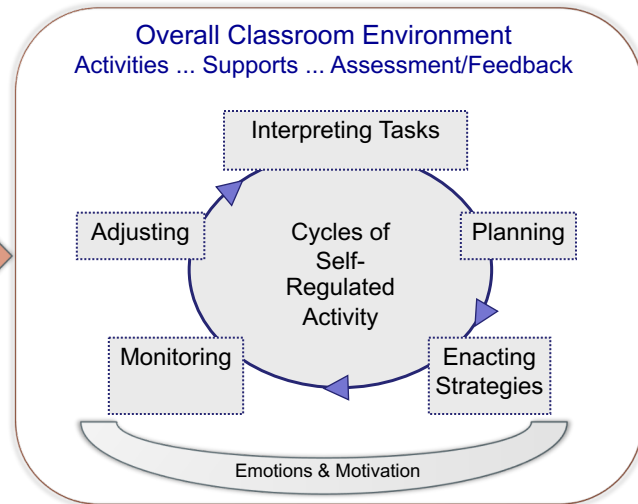 Overall Classroom Environment
Activities ... Supports ... Assessment/Feedback
Interpreting Tasks
Adjusting
Cycles of
Self-
Regulated
Activity
Planning
Monitoring
Enacting
Strategies
Emotions & Motivation